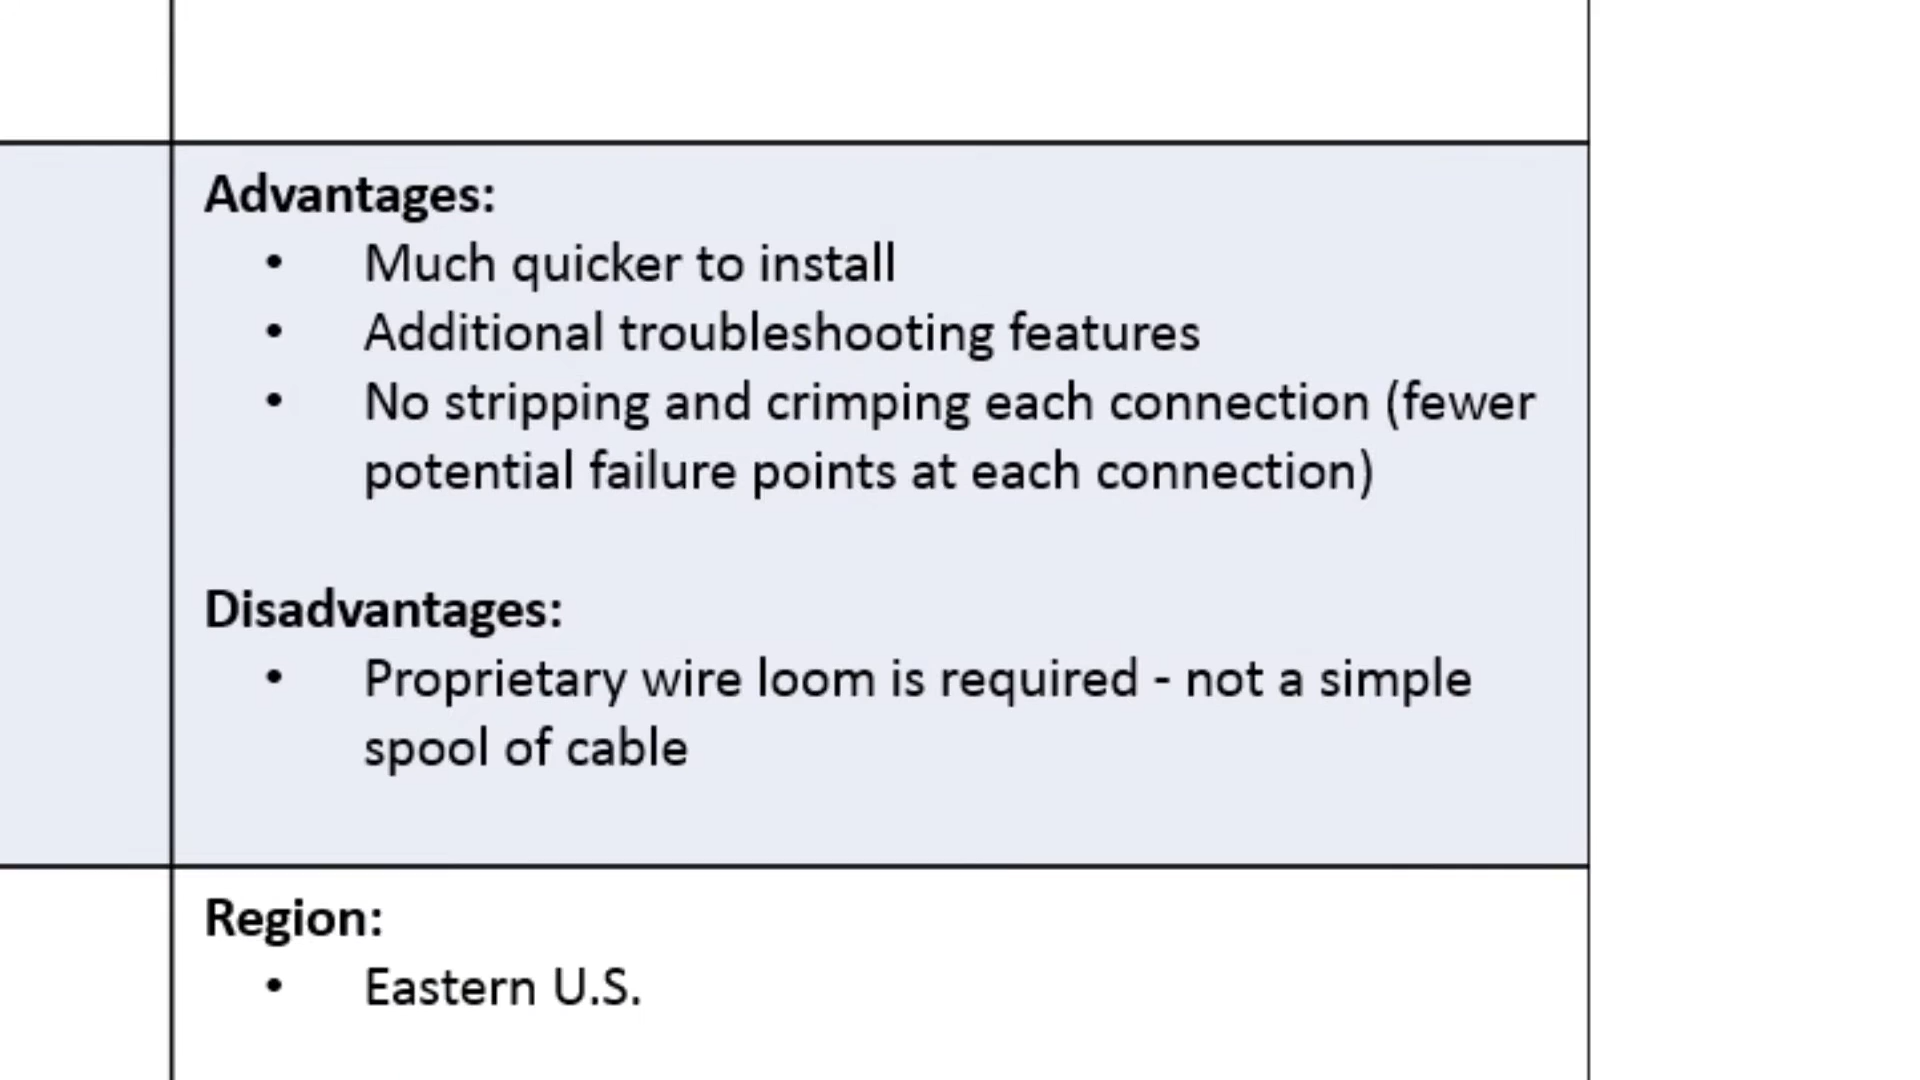 Advantages:
• Much quicker to install
• Additional troubleshooting features
• No stripping and crimping each connection (fewer
potential failure points at each connection)
Disadvantages:
• Proprietary wire loom is required - not a simple
spool of cable
Region:
• Eastern U.S.